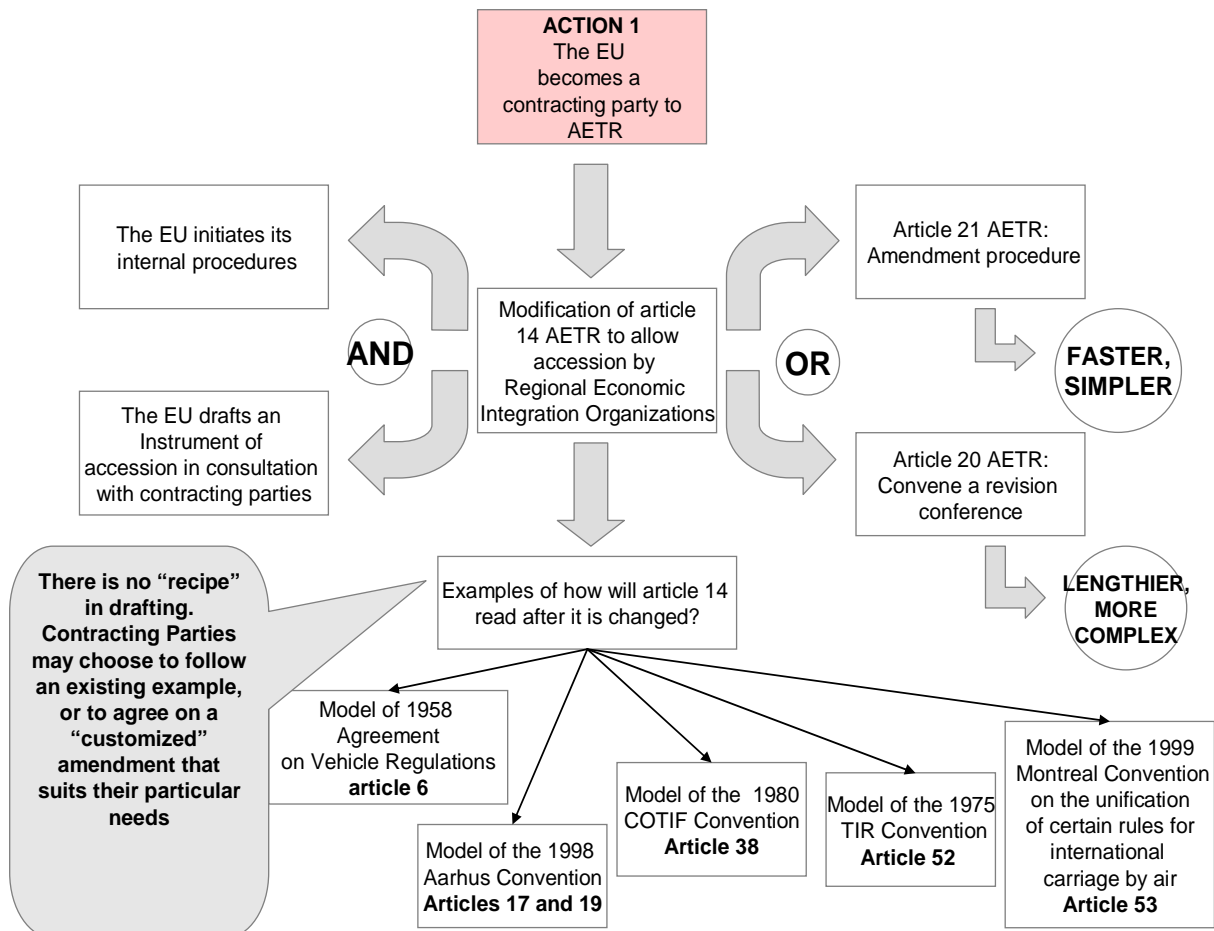 ACTION 1
The EU
becomes a
contracting party to
AETR
The EU initiates its
internal procedures
AND
The EU drafts an
Instrument of
accession in consultation
with contracting parties
Modification of article
14 AETR to allow
accession by
Regional Economic
Integration Organizations
OR
Article 21 AETR:
Amendment procedure
FASTER,
SIMPLER
Article 20 AETR:
Convene a revision
conference
LENGTHIER,
MORE
COMPLEX
There is no “recipe”
in drafting.
Contracting Parties
may choose to follow
an existing example,
or to agree on a
“customized”
amendment that
suits their particular
needs
Examples of how will article 14
read after it is changed?
Model of 1958
Agreement
on Vehicle Regulations
article 6
Model of the 1998
Aarhus Convention
Articles 17 and 19
Model of the 1980
COTIF Convention
Article 38
Model of the 1975
TIR Convention
Article 52
Model of the 1999
Montreal Convention
on the unification
of certain rules for
international
carriage by air
Article 53